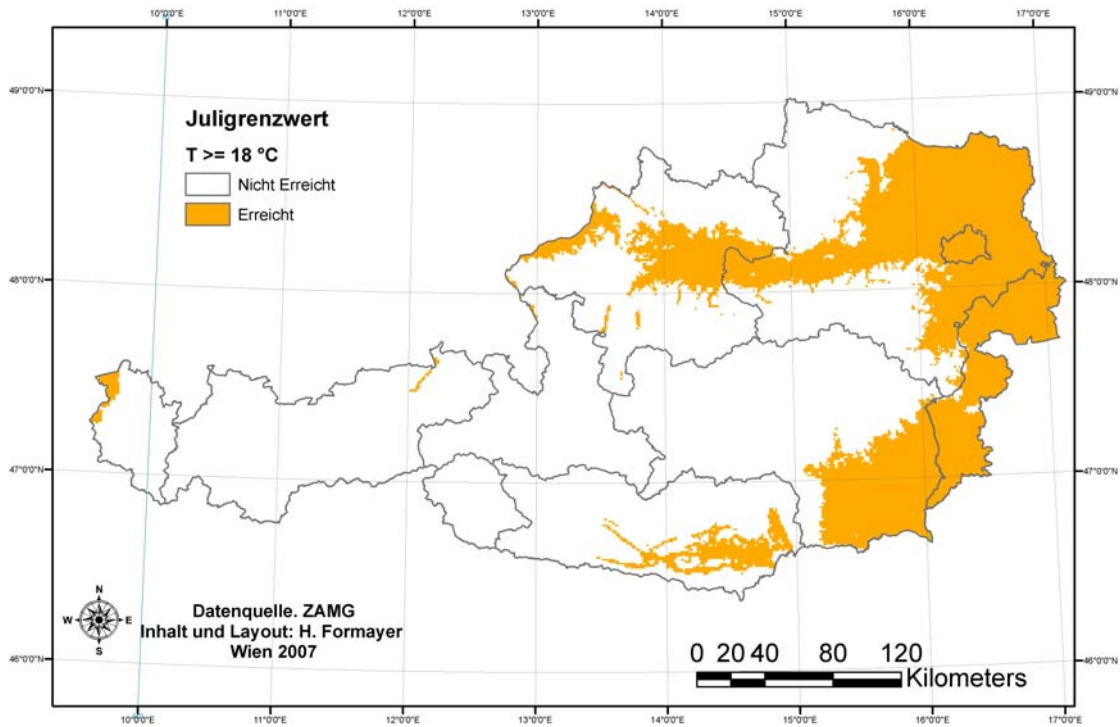 10°0'0"E 11°0'0"E 12°0'0"E 13°0'0"E 14°0'0"E 15°0'0"E 16°0'0"E 17°0'0"E
49°0'0"N 49°0'0"N
Juligrenzwert
T >= 18 °C
Nicht Erreicht
Erreicht
48°0'0"N 48°0'0"N
47°0'0"N 47°0'0"N
N
W E
S
Datenquelle. ZAMG
Inhalt und Layout: H. Formayer
Wien 2007
0 20 40 80 120
Kilometers
46°0'0"N 46°0'0"N
10°0'0"E 11°0'0"E 12°0'0"E 13°0'0"E 14°0'0"E 15°0'0"E 16°0'0"E 17°0'0"E